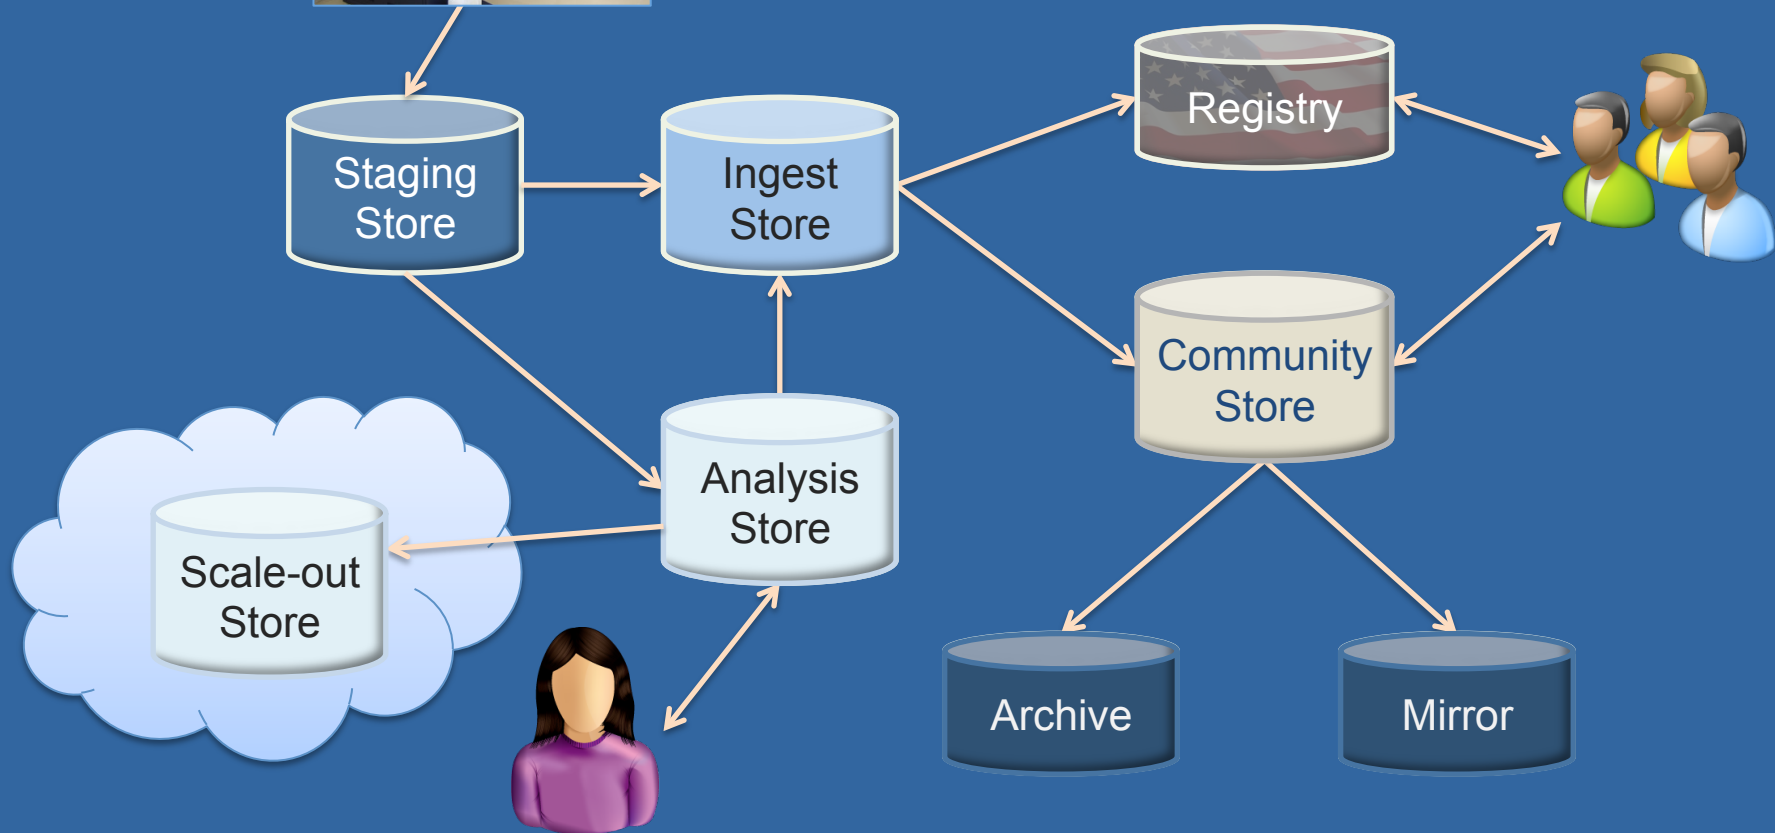 Registry
Staging
Store
Ingest
Store
Community
Store
Analysis
Store
Scale-out
Store
Archive
Mirror